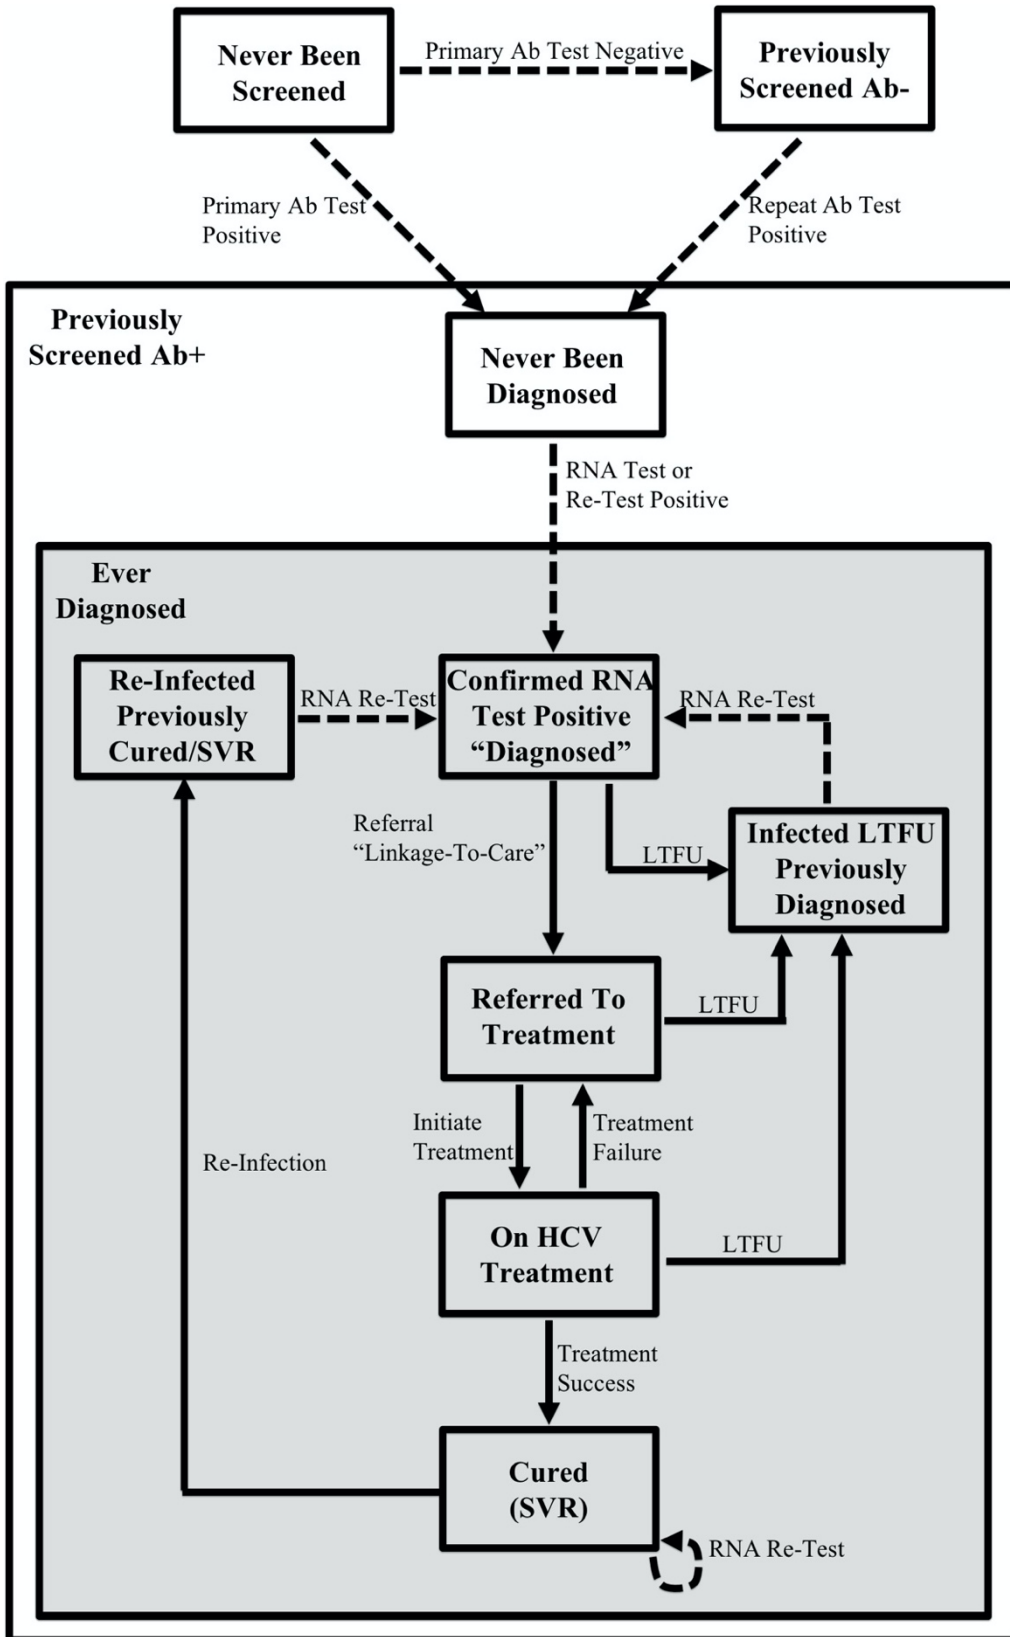 Never Been
Screened
Primary Ab Test Negative
Previously
Screened Ab-
Primary Ab Test
Positive
Repeat Ab Test
Positive
Previously
Screened Ab+
Never Been
Diagnosed
RNA Test or
Re-Test Positive
Ever
Diagnosed
Re-Infected
Previously
Cured/SVR
RNA Re-Test
Confirmed RNA
Test Positive
“Diagnosed”
RNA Re-Test
Referral
“Linkage-To-Care”
LTFU
Infected LTFU
Previously
Diagnosed
Referred To
Treatment
LTFU
Initiate
Treatment
Treatment
Failure
Re-Infection
On HCV
Treatment
LTFU
Treatment
Success
Cured
(SVR)
RNA Re-Test